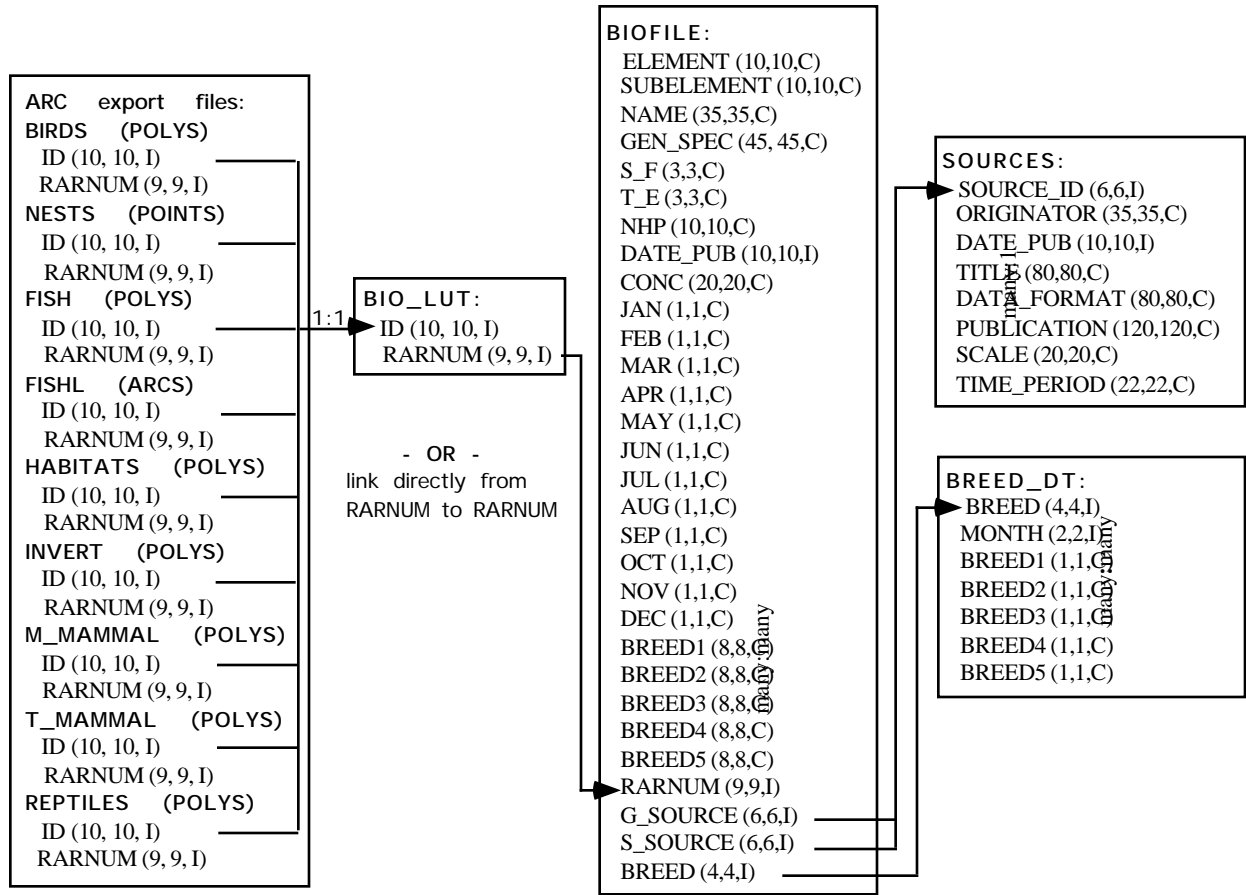 ARC export files:
BIRDS (POLYS)
ID (10, 10, I)
RARNUM (9, 9, I)
NESTS (POINTS)
ID (10, 10, I)
RARNUM (9, 9, I)
FISH (POLYS)
ID (10, 10, I)
RARNUM (9, 9, I)
FISHL (ARCS)
ID (10, 10, I)
RARNUM (9, 9, I)
HABITATS (POLYS)
ID (10, 10, I)
RARNUM (9, 9, I)
INVERT (POLYS)
ID (10, 10, I)
RARNUM (9, 9, I)
M_MAMMAL (POLYS)
ID (10, 10, I)
RARNUM (9, 9, I)
T_MAMMAL (POLYS)
ID (10, 10, I)
RARNUM (9, 9, I)
REPTILES (POLYS)
ID (10, 10, I)
RARNUM (9, 9, I)
1:1
BIO_LUT:
ID (10, 10, I)
RARNUM (9, 9, I)
- OR -
link directly from
RARNUM to RARNUM
BIOFILE:
ELEMENT (10,10,C)
SUBELEMENT (10,10,C)
NAME (35,35,C)
GEN_SPEC (45, 45,C)
S_F (3,3,C)
T_E (3,3,C)
NHP (10,10,C)
DATE_PUB (10,10,I)
CONC (20,20,C)
JAN (1,1,C)
FEB (1,1,C)
MAR (1,1,C)
APR (1,1,C)
MAY (1,1,C)
JUN (1,1,C)
JUL (1,1,C)
AUG (1,1,C)
SEP (1,1,C)
OCT (1,1,C)
NOV (1,1,C)
DEC (1,1,C)
BREED1 (8,8,C)
BREED2 (8,8,C)
BREED3 (8,8,C)
BREED4 (8,8,C)
BREED5 (8,8,C)
RARNUM (9,9,I)
G_SOURCE (6,6,I)
S_SOURCE (6,6,I)
BREED (4,4,I)
many:many
SOURCES:
SOURCE_ID (6,6,I)
ORIGINATOR (35,35,C)
DATE_PUB (10,10,I)
TITLE (80,80,C)
DATA_FORMAT (80,80,C)
PUBLICATION (120,120,C)
SCALE (20,20,C)
TIME_PERIOD (22,22,C)
BREED_DT:
BREED (4,4,I)
MONTH (2,2,I)
BREED1 (1,1,C)
BREED2 (1,1,C)
BREED3 (1,1,C)
BREED4 (1,1,C)
BREED5 (1,1,C)
many:many